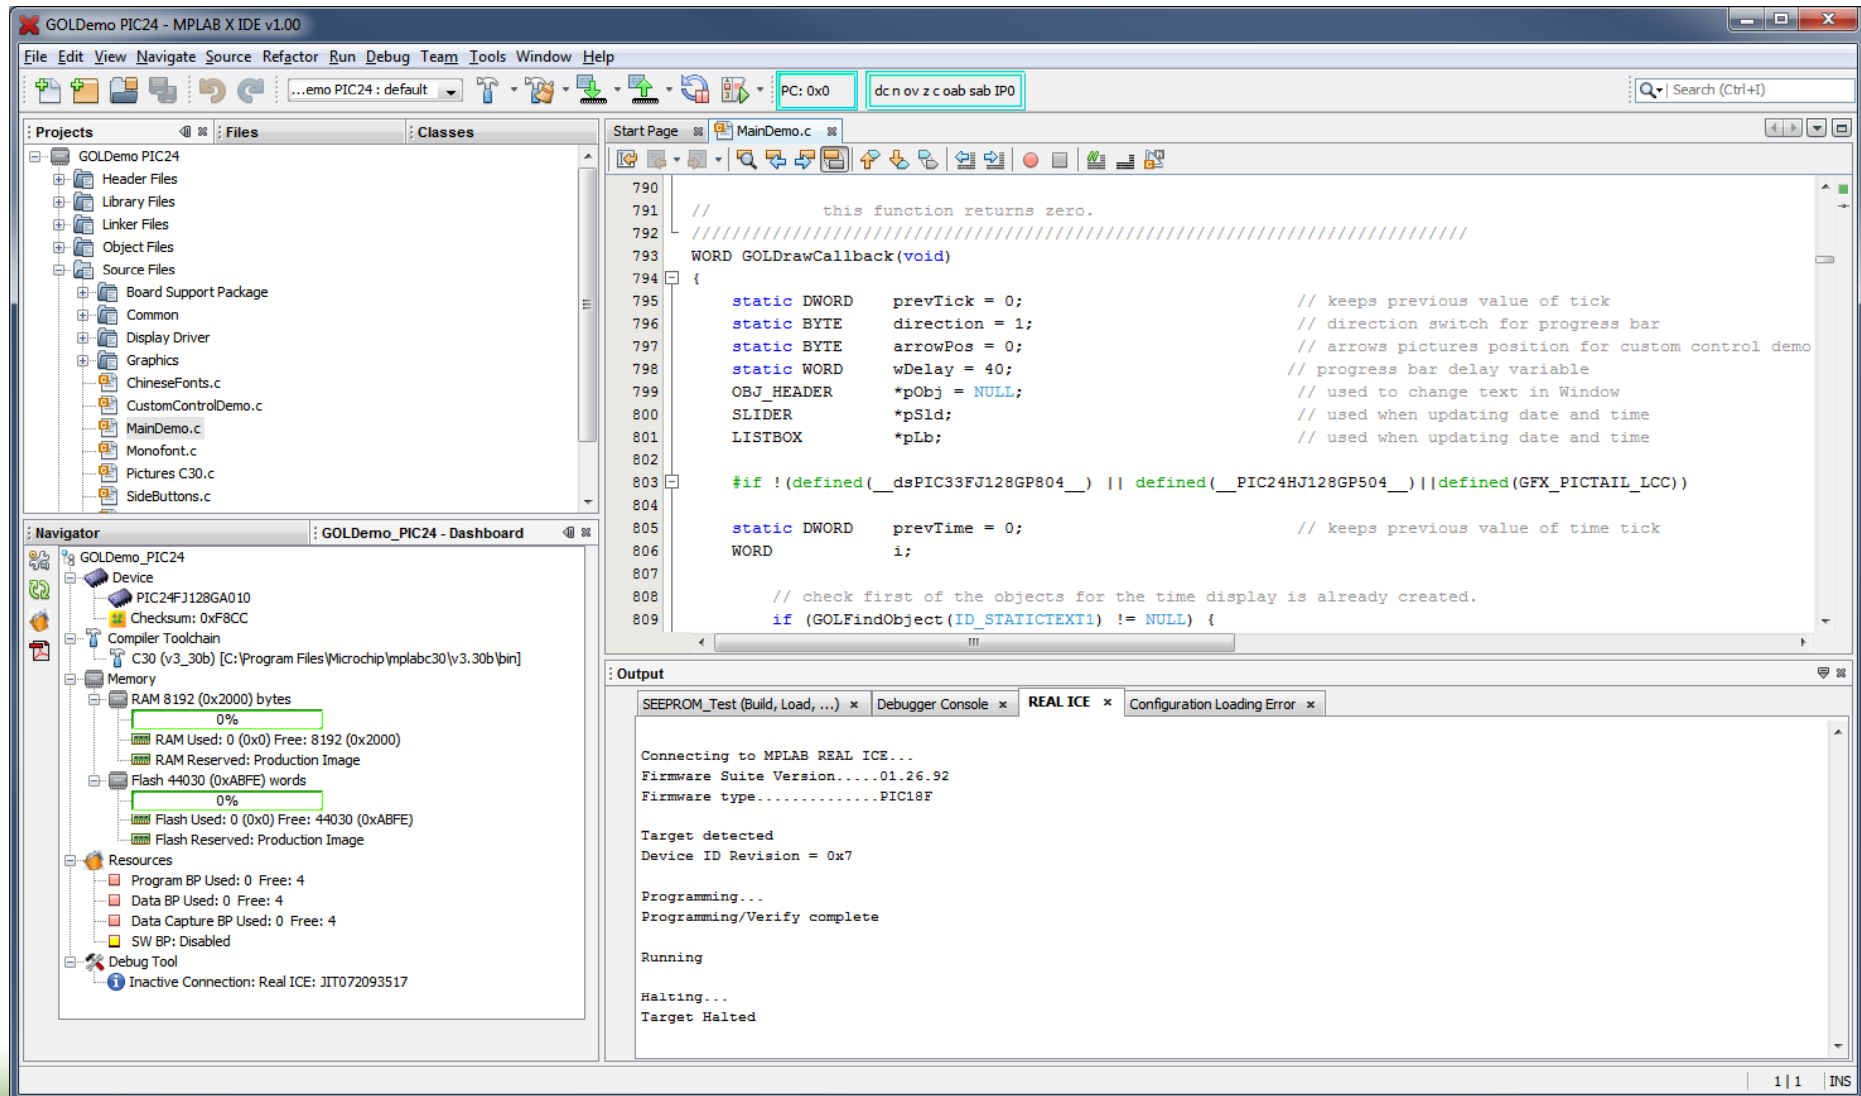 GOLDemo PIC24 - MPLAB X IDE v1.00
File Edit View Navigate Source Refactor Run Debug Team Tools Window Help
...emo PIC24 : default
PC: 0x0
dc n ov z c oab sab IP0
Search (Ctrl+I)
Projects
Files
Classes
GOLDemo PIC24
Header Files
Library Files
Linker Files
Object Files
Source Files
Board Support Package
Common
Display Driver
Graphics
ChineseFonts.c
CustomControlDemo.c
MainDemo.c
Monofont.c
Pictures C30.c
SideButtons.c
Navigator
GOLDemo_PIC24 - Dashboard
GOLDemo_PIC24
Device
PIC24FJ128GA010
Checksum: 0xF8CC
Compiler Toolchain
C30 (v3_30b) [C:\Program Files\Microchip\mplabc30\v3.30b\bin]
Memory
RAM 8192 (0x2000) bytes
0%
RAM Used: 0 (0x0) Free: 8192 (0x2000)
RAM Reserved: Production Image
Flash 44030 (0xABFE) words
0%
Flash Used: 0 (0x0) Free: 44030 (0xABFE)
Flash Reserved: Production Image
Resources
Program BP Used: 0 Free: 4
Data BP Used: 0 Free: 4
Data Capture BP Used: 0 Free: 4
SW BP: Disabled
Debug Tool
Inactive Connection: Real ICE: JIT072093517
Start Page
MainDemo.c
790
791 // this function returns zero.
792 ////////////////////////////////////////////////////////////////////////////
793 WORD GOLDrawCallback(void)
794 {
795 static DWORD prevTick = 0; // keeps previous value of tick
796 static BYTE direction = 1; // direction switch for progress bar
797 static BYTE arrowPos = 0; // arrows pictures position for custom control demo
798 static WORD wDelay = 40; // progress bar delay variable
799 OBJ_HEADER *pObj = NULL; // used to change text in Window
800 SLIDER *pSld; // used when updating date and time
801 LISTBOX *pLb; // used when updating date and time
802
803 #if !(defined(__dsPIC33FJ128GP804__) || defined(__PIC24HJ128GP504__)||defined(GFX_PICTAIL_LCC))
804
805 static DWORD prevTime = 0; // keeps previous value of time tick
806 WORD i;
807
808 // check first of the objects for the time display is already created.
809 if (GOLFindObject(ID_STATICTEXT1) != NULL) {
Output
SEEPROM_Test (Build, Load, ...)
Debugger Console
REAL ICE
Configuration Loading Error
Connecting to MPLAB REAL ICE...
Firmware Suite Version.....01.26.92
Firmware type..............PIC18F
Target detected
Device ID Revision = 0x7
Programming...
Programming/Verify complete
Running
Halting...
Target Halted
1 | 1 INS